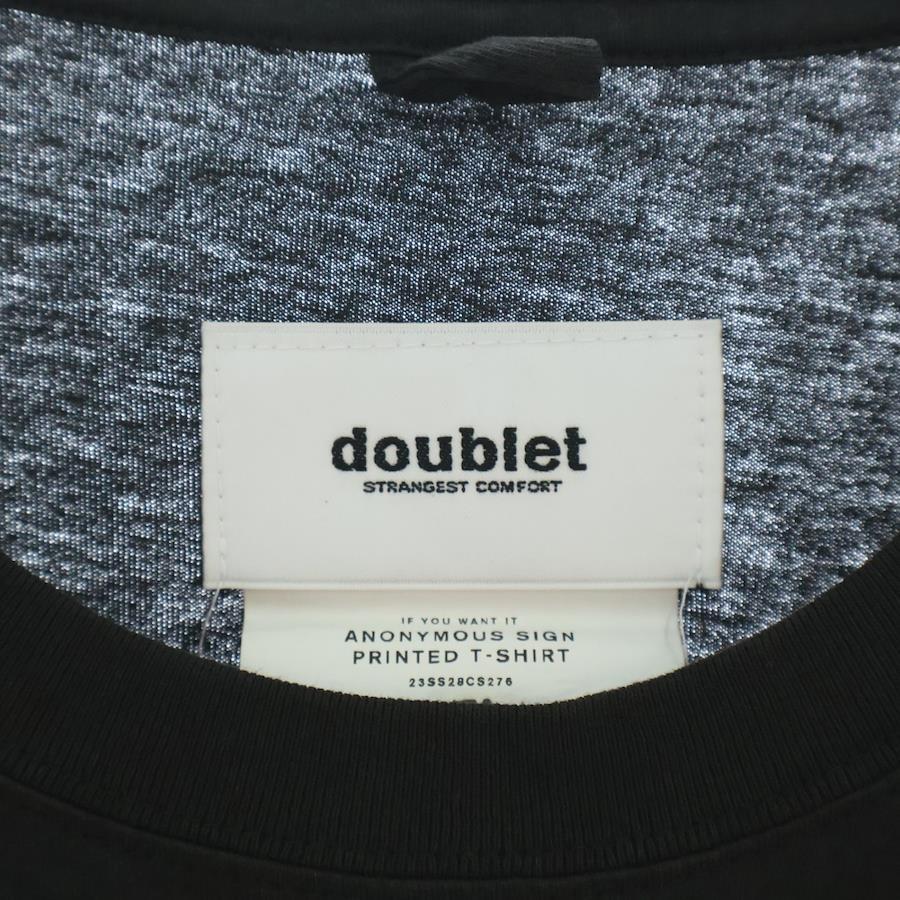 doublet
STRANGEST COMFORT
IF YOU WANT IT
ANONYMOUS SIGN
PRINTED T-SHIRT
23SS28CS276